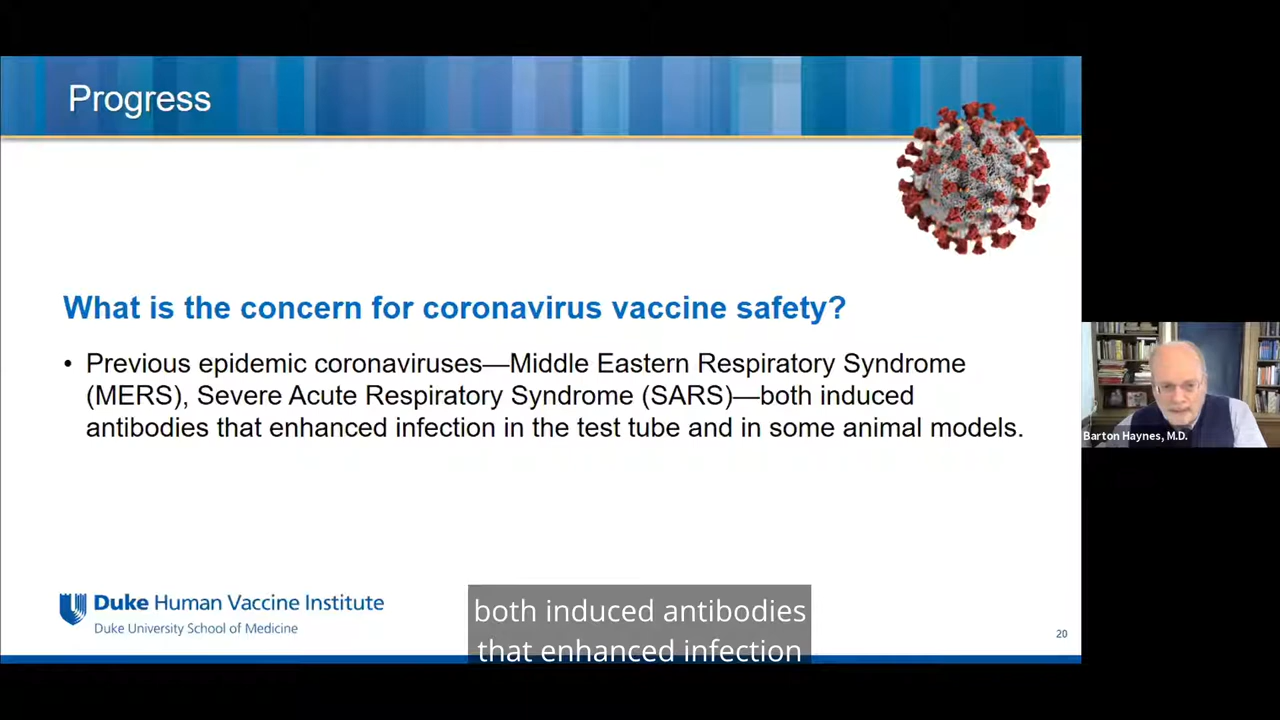 Progress
What is the concern for coronavirus vaccine safety?
• Previous epidemic coronaviruses—Middle Eastern Respiratory Syndrome
(MERS), Severe Acute Respiratory Syndrome (SARS)—both induced
antibodies that enhanced infection in the test tube and in some animal models.
Barton Haynes, M.D.
Duke Human Vaccine Institute
Duke University School of Medicine
both induced antibodies
that enhanced infection
20